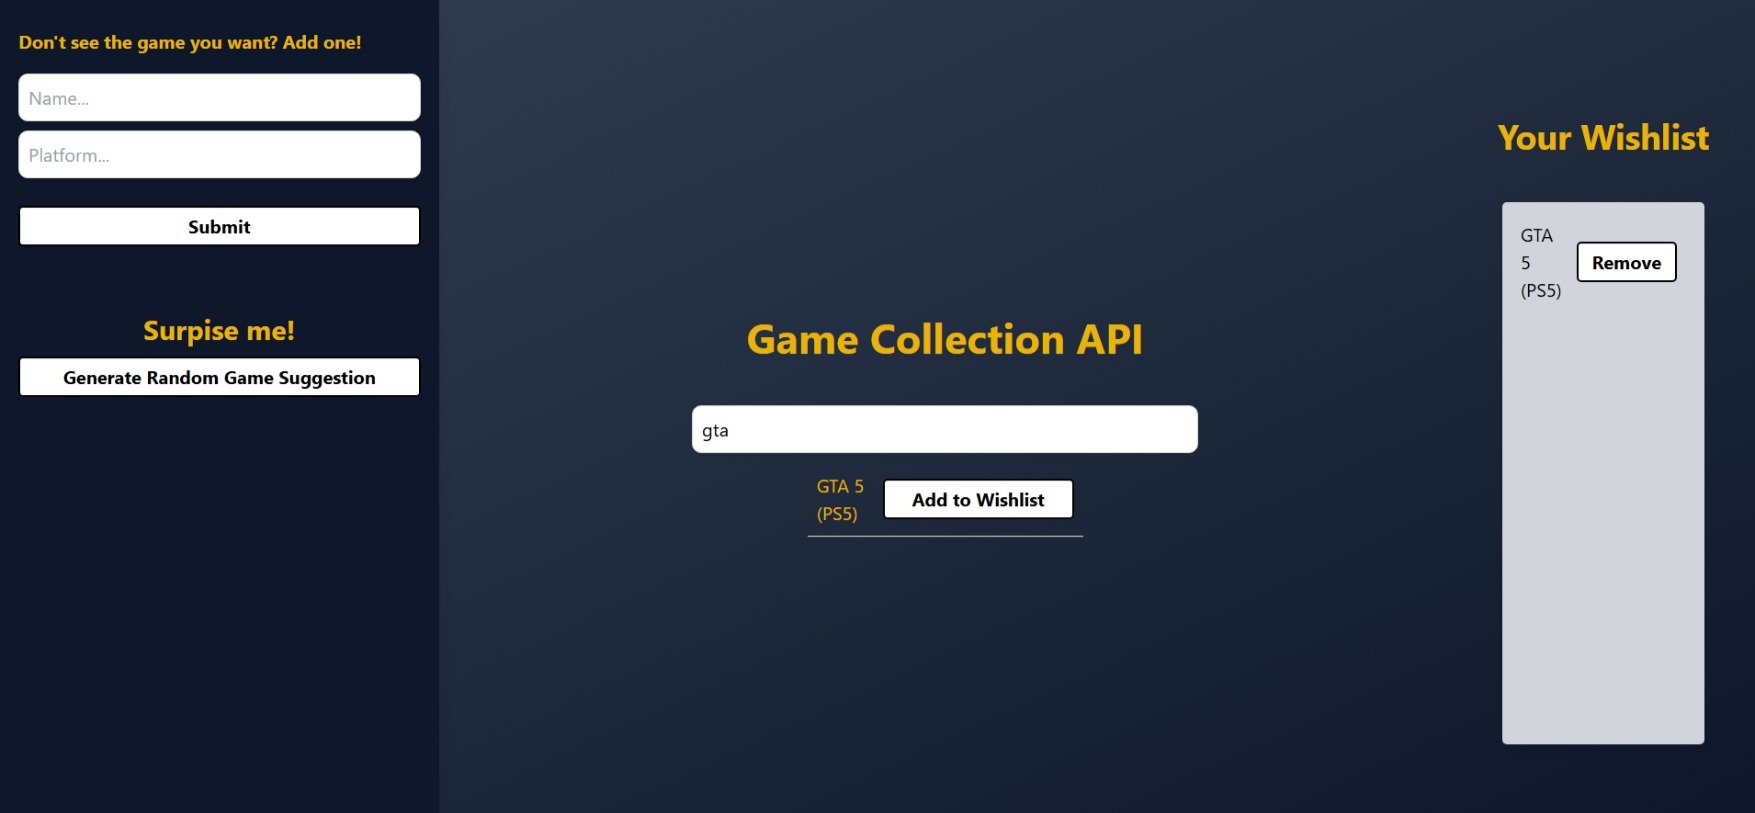 Don't see the game you want? Add one!
Name...
Platform...
Submit
Surpise me!
Generate Random Game Suggestion
Game Collection API
gta
GTA 5
(PS5)
Add to Wishlist
Your Wishlist
GTA
5
(PS5)
Remove